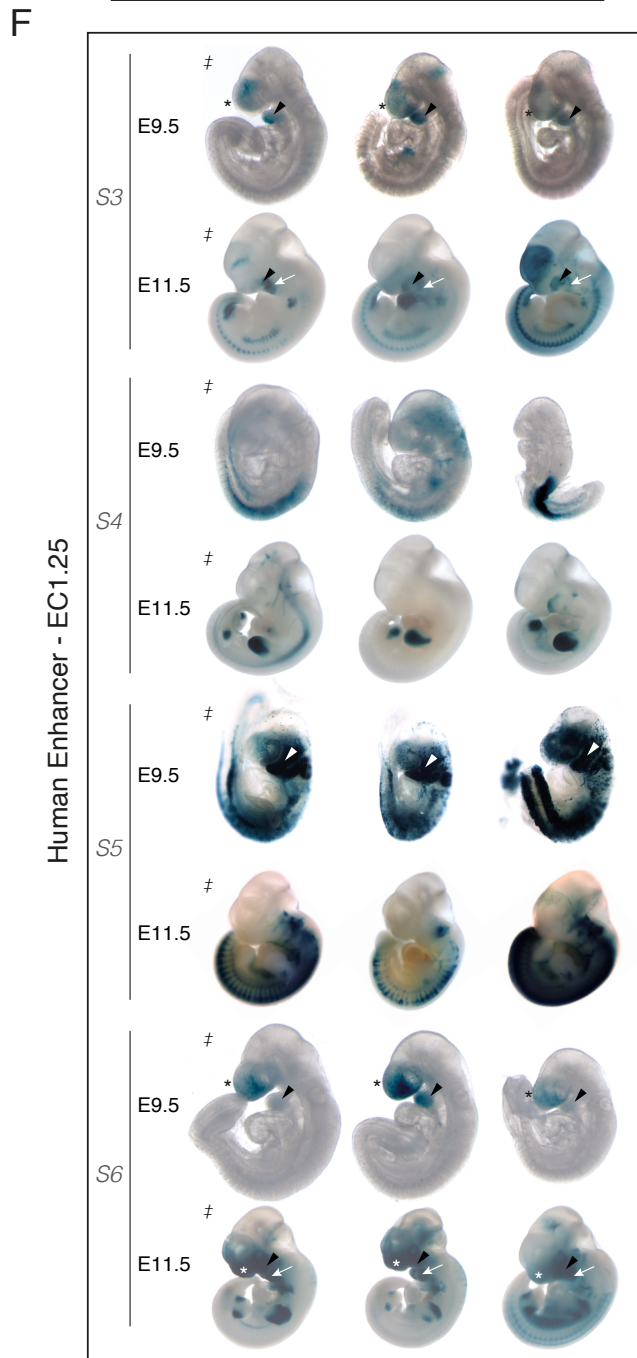 F
Human Enhancer - EC1.25
S3
‡
* * *
E9.5
‡
E11.5
S4
‡
E9.5
‡
E11.5
S5
‡
E9.5
‡
E11.5
S6
‡
* * *
E9.5
‡
E11.5
* * *